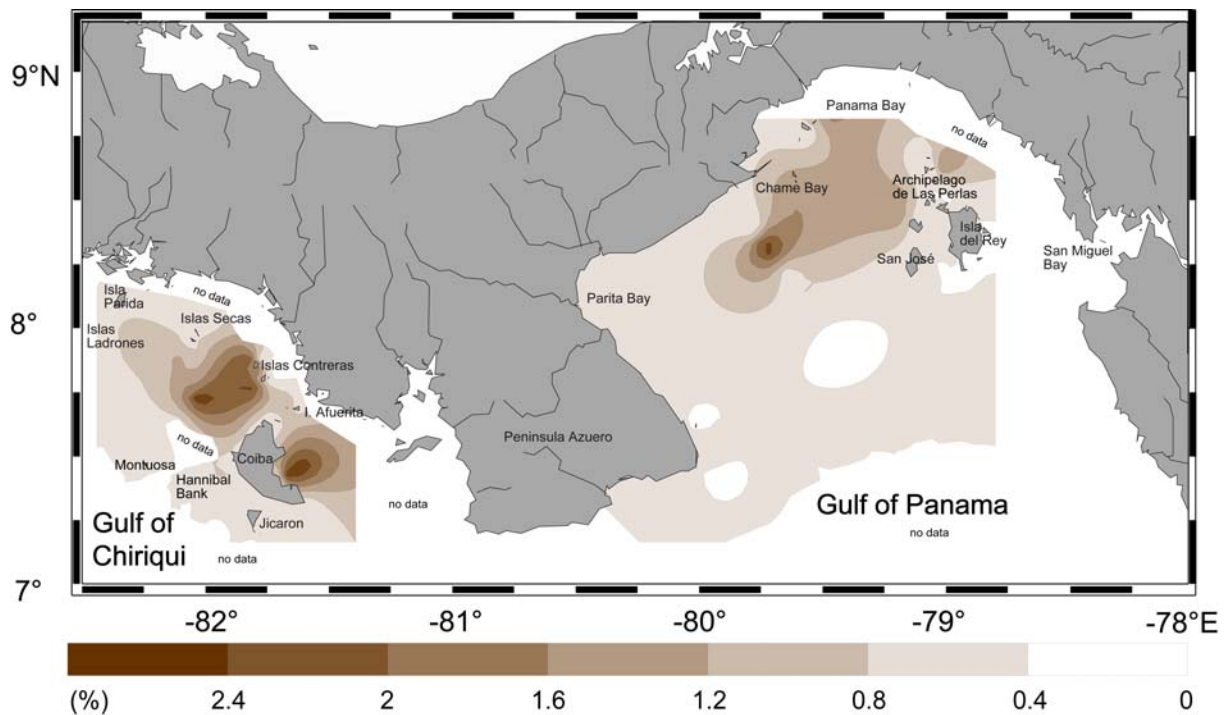 9°N
Panama Bay
no data
Chame Bay
Archipelago
de Las Perlas
Isla
del Rey
San José
San Miguel
Bay
Isla
Parida
no data
Parita Bay
8°
Islas Secas
Islas
Ladrones
Islas Contreras
I. Afuerita
no data
Peninsula Azuero
Montuosa
Coiba
Hannibal
Bank
no data
Gulf of Panama
no data
Gulf of
Chiriqui
Jicaron
no data
7°
-82° -81° -80° -79° -78°E
(%) 2.4 2 1.6 1.2 0.8 0.4 0